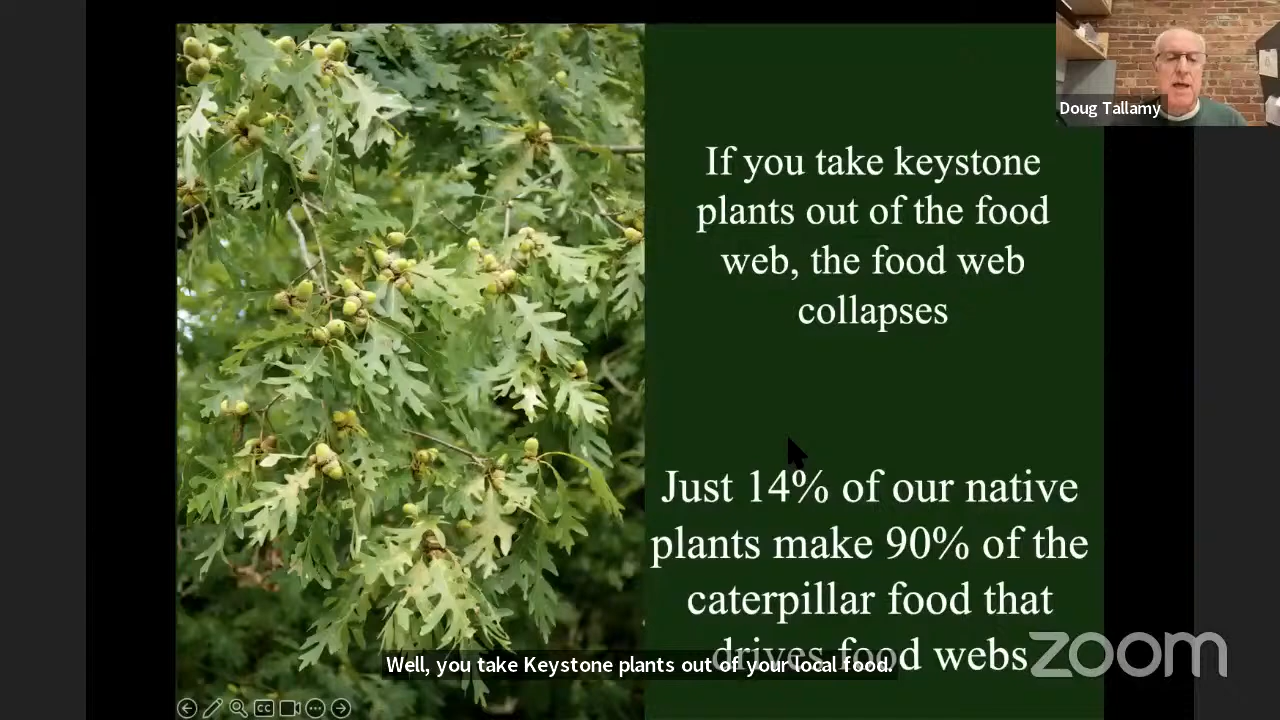 Doug Tallamy
If you take keystone
plants out of the food
web, the food web
collapses
Just 14% of our native
plants make 90% of the
caterpillar food that
drives food webs
Well, you take Keystone plants out of your local food.
zoom
CC